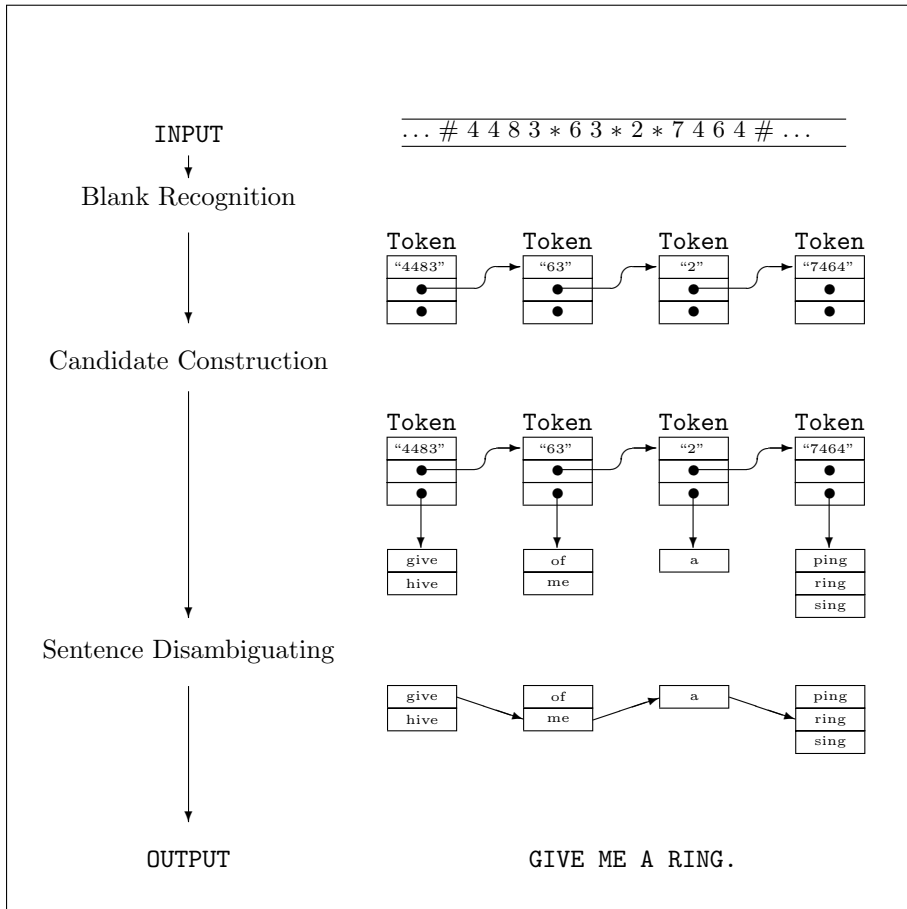 INPUT
... # 4 4 8 3 * 6 3 * 2 * 7 4 6 4 # ...
Blank Recognition
Token Token Token Token
“4483” “63” “2” “7464”
Candidate Construction
Token Token Token Token
“4483” “63” “2” “7464”
give of a ping
hive me ring
sing
Sentence Disambiguating
give of a ping
hive me ring
sing
OUTPUT GIVE ME A RING.